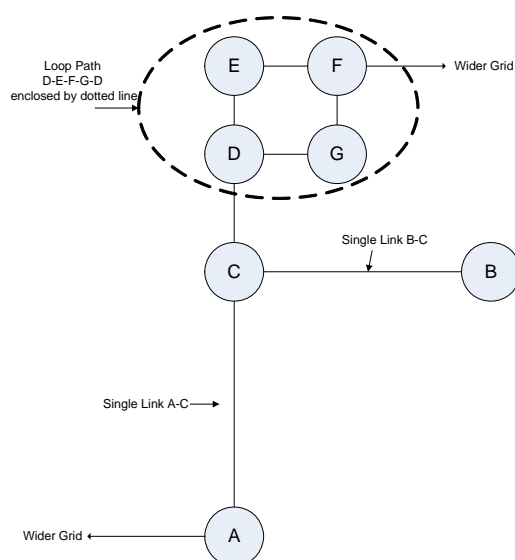 Loop Path
D-E-F-G-D
enclosed by dotted line
E
F
Wider Grid
D
G
Single Link B-C
C
B
Single Link A-C
Wider Grid
A